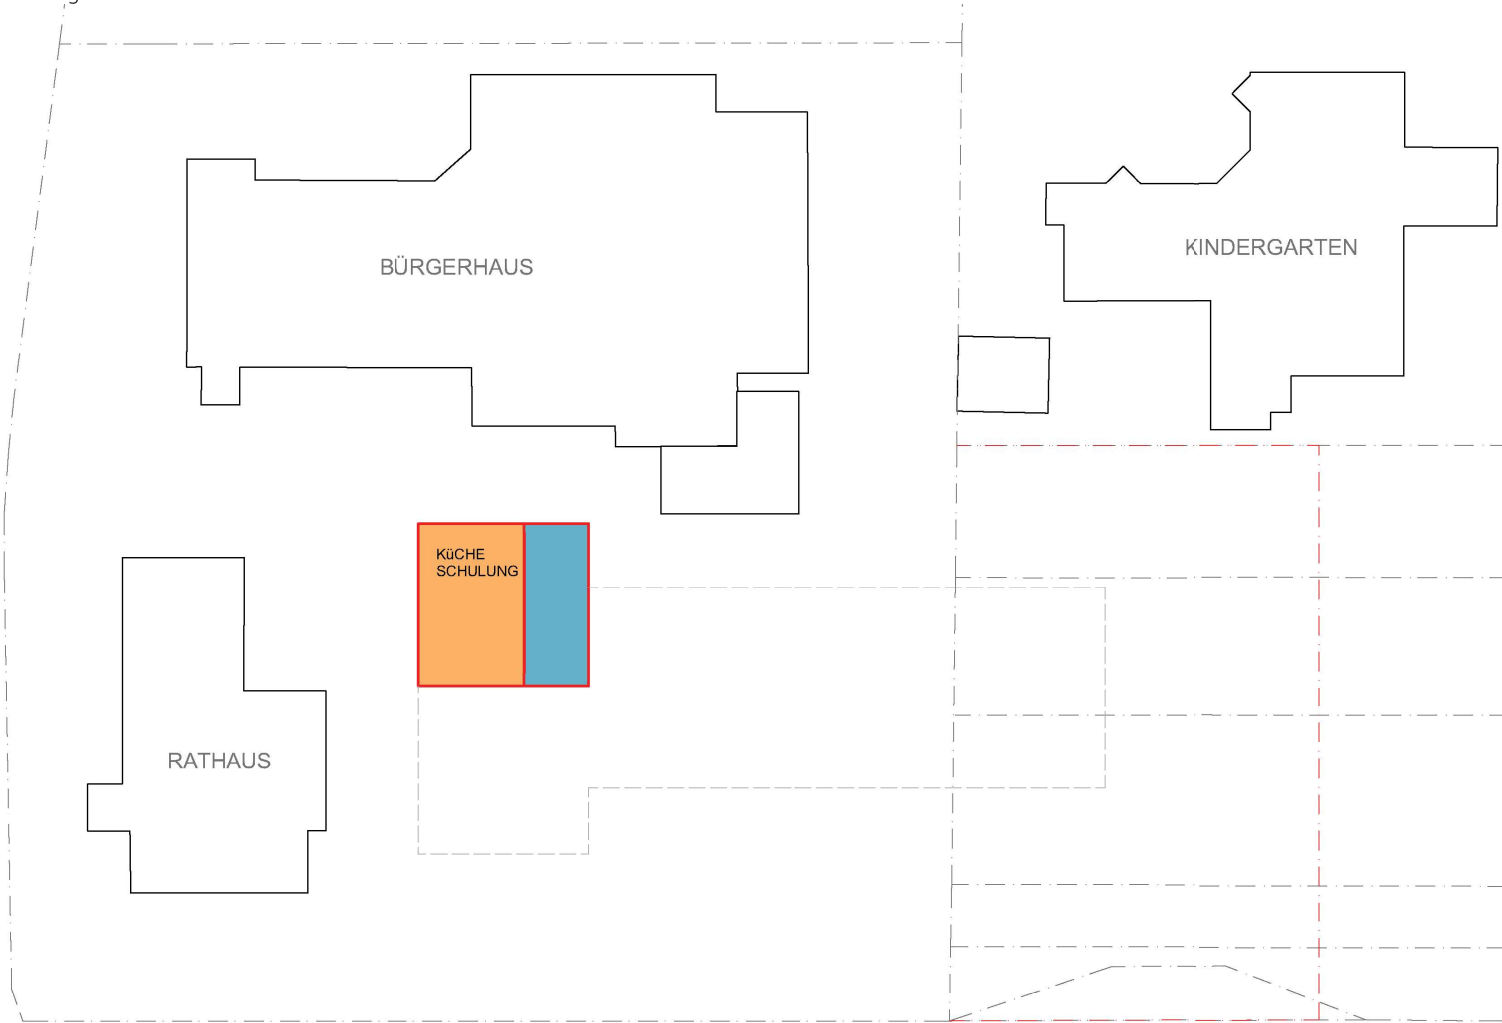 BÜRGERHAUS
KINDERGARTEN
KüCHE
SCHULUNG
RATHAUS